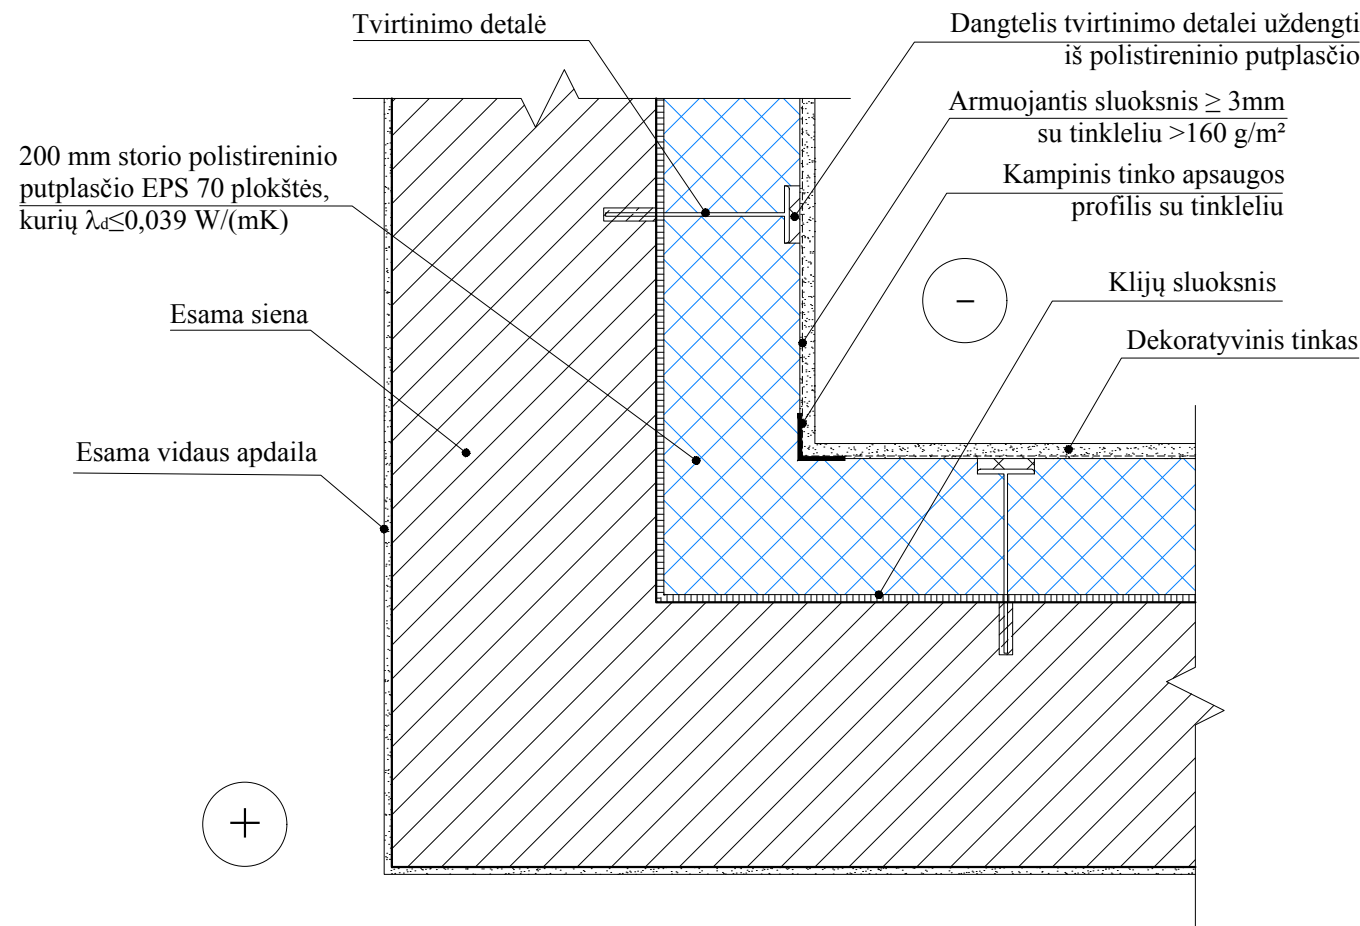 Tvirtinimo detalė
Dangtelis tvirtinimo detalei uždengti
iš polistireninio putplasčio
Armuojantis sluoksnis ≥ 3mm
su tinkleliu >160 g/m²
Kampinis tinko apsaugos
profilis su tinkleliu
200 mm storio polistireninio
putplasčio EPS 70 plokštės,
kurių λd≤0,039 W/(mK)
Klijų sluoksnis
-
Esama siena
Dekoratyvinis tinkas
Esama vidaus apdaila
+